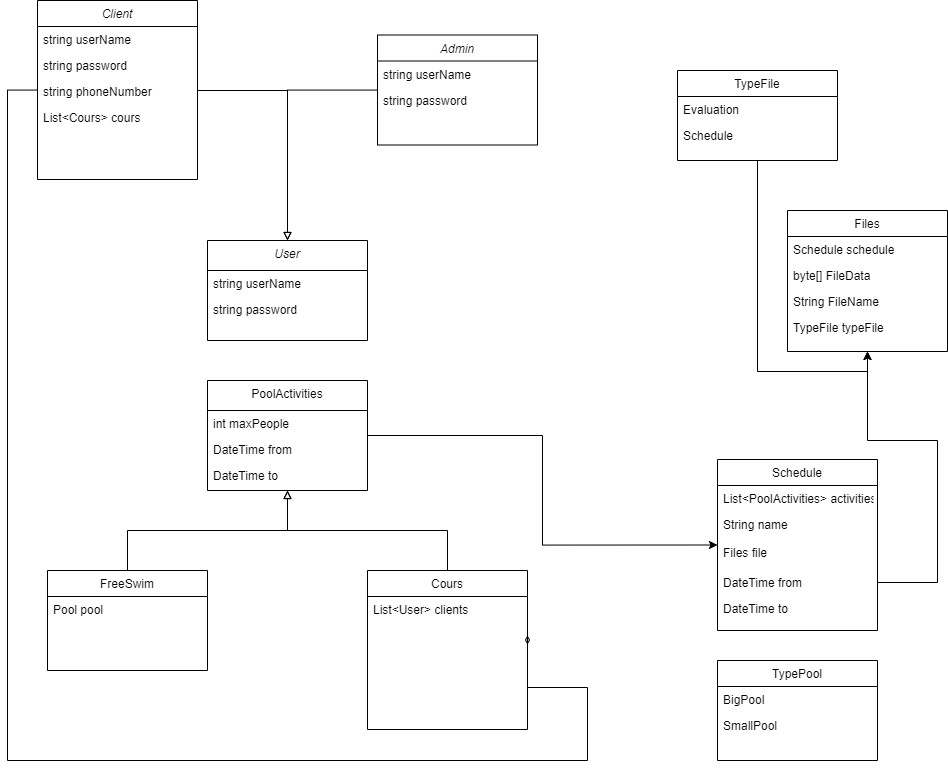 Client
string userName
string password
string phoneNumber
List<Cours> cours
Admin
string userName
string password
TypeFile
Evaluation
Schedule
Files
Schedule schedule
byte[] FileData
String FileName
TypeFile typeFile
User
string userName
string password
PoolActivities
int maxPeople
DateTime from
DateTime to
Schedule
List<PoolActivities> activities
String name
Files file
DateTime from
DateTime to
FreeSwim
Pool pool
Cours
List<User> clients
TypePool
BigPool
SmallPool